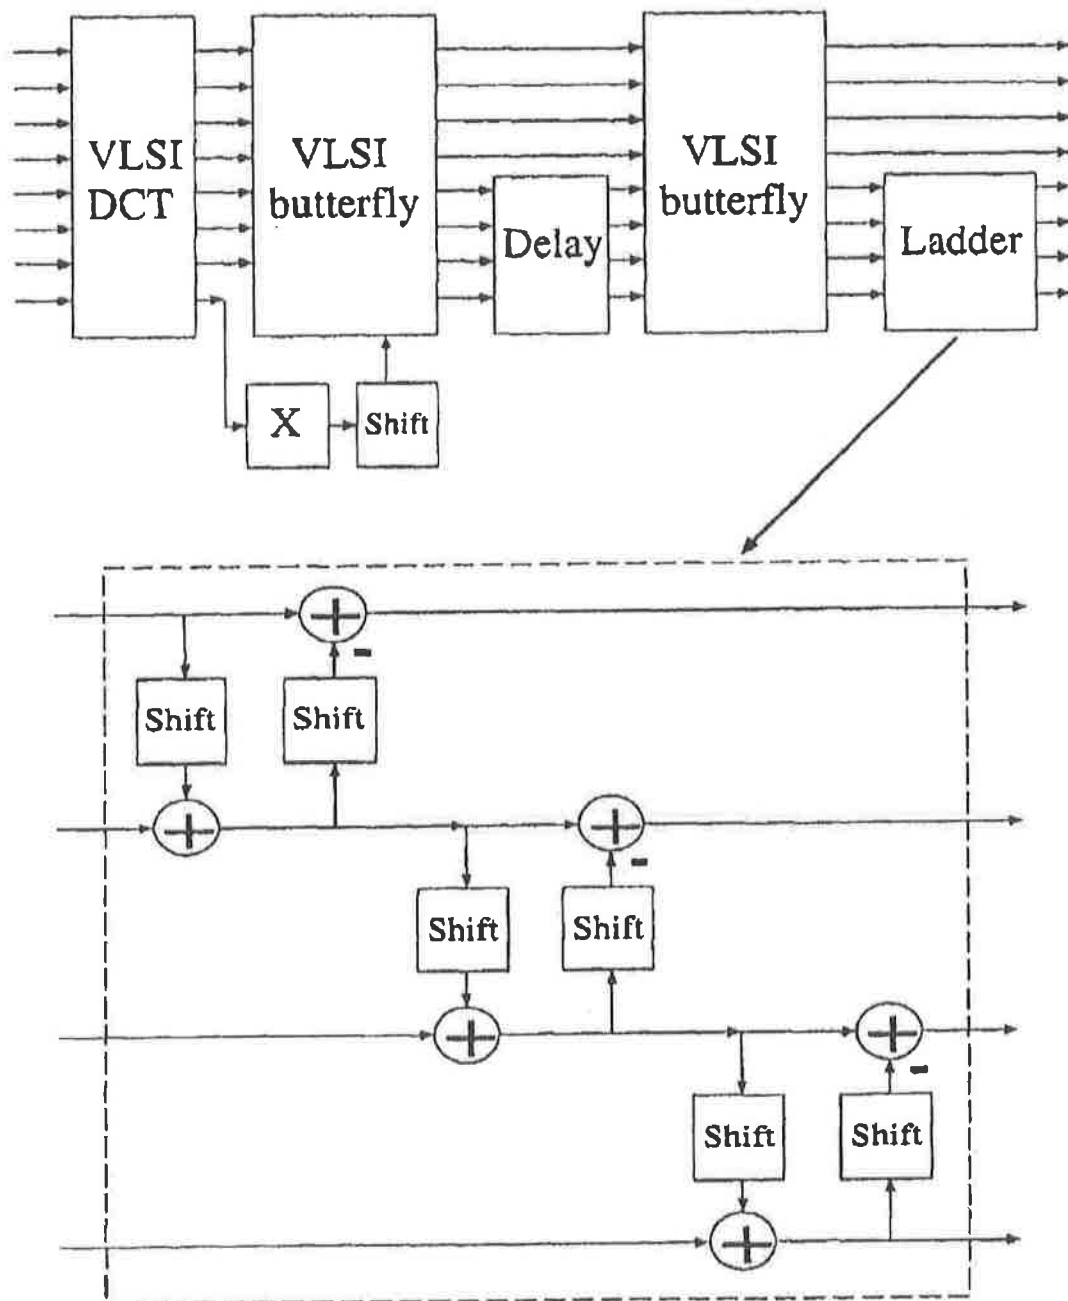 VLSI
DCT
VLSI
butterfly
Delay
VLSI
butterfly
Ladder
X
Shift
+
-
Shift
Shift
+
+
-
Shift
Shift
+
+
-
Shift
Shift
+